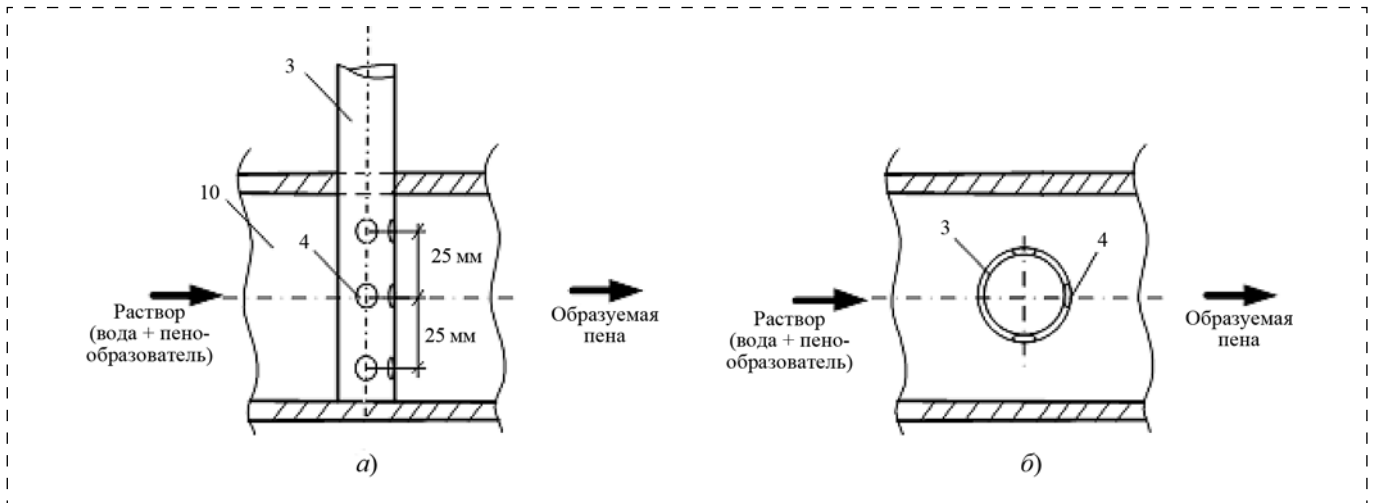 3
10
4
25 мм
25 мм
Раствор
(вода + пено-
образователь)
Образуемая
пена
а)
3
4
Раствор
(вода + пено-
образователь)
Образуемая
пена
б)